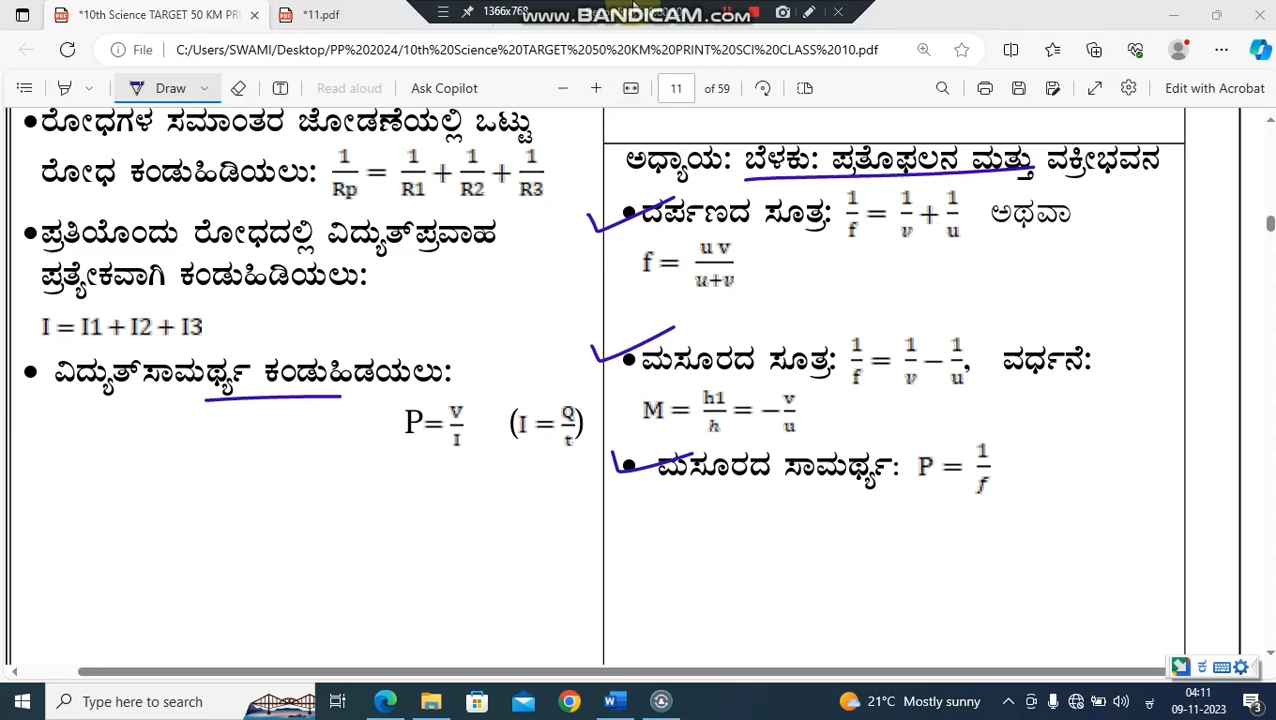 *10th Science TARGET 50 KM PR
*11.pdf
1366x768
www.BANDICAM.com
File
C:/Users/SWAMI/Desktop/PP%202024/10th%20Science%20TARGET%2050%20KM%20PRINT%20SCI%20CLASS%2010.pdf
Draw
Read aloud
Ask Copilot
11 of 59
Edit with Acrobat
•ರೋಧಗಳ ಸಮಾಂತರ ಜೋಡಣೆಯಲ್ಲಿ ಒಟ್ಟು
ರೋಧ ಕಂಡುಹಿಡಿಯಲು: 1/Rp = 1/R1 + 1/R2 + 1/R3
•ಪ್ರತಿಯೊಂದು ರೋಧದಲ್ಲಿ ವಿದ್ಯುತ್‌ಪ್ರವಾಹ
ಪ್ರತ್ಯೇಕವಾಗಿ ಕಂಡುಹಿಡಿಯಲು:
I = I1 + I2 + I3
• ವಿದ್ಯುತ್‌ಸಾಮರ್ಥ್ಯ ಕಂಡುಹಿಡಯಲು:
P= V/I (I = Q/t)
ಅಧ್ಯಾಯ: ಬೆಳಕು: ಪ್ರತೊಫಲನ ಮತ್ತು ವಕ್ರೀಭವನ
•ದರ್ಪಣದ ಸೂತ್ರ: 1/f = 1/v + 1/u ಅಥವಾ
f = u v/u+v
•ಮಸೂರದ ಸೂತ್ರ: 1/f = 1/v − 1/u, ವರ್ಧನೆ:
M = h1/h = −v/u
• ಮಸೂರದ ಸಾಮರ್ಥ್ಯ: P = 1/f
Type here to search
21°C Mostly sunny
04:11
09-11-2023
3